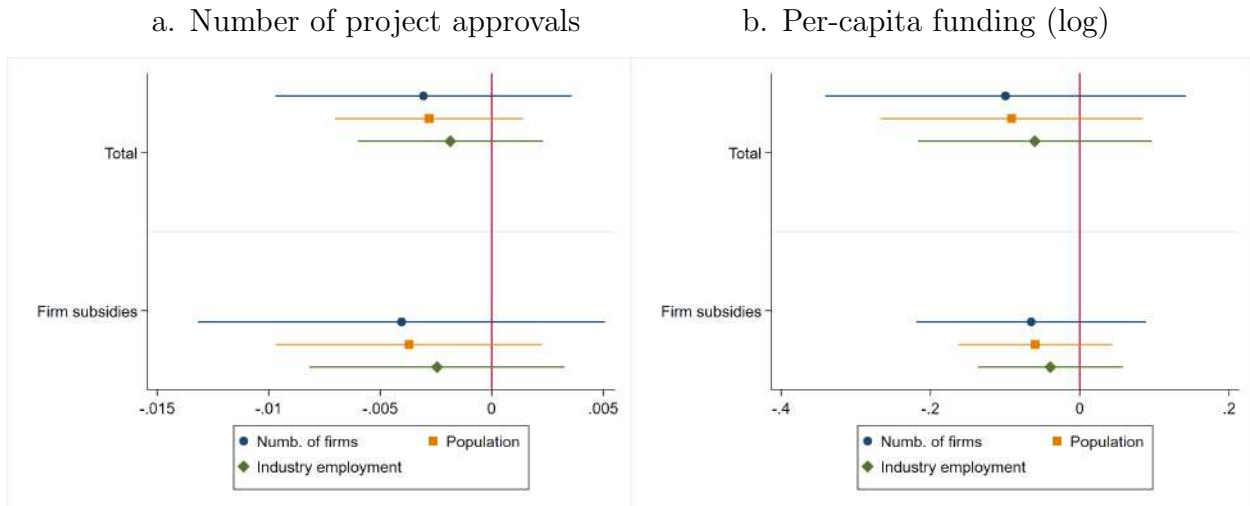 a. Number of project approvals
b. Per-capita funding (log)
Total
Firm subsidies
-.015 -.01 -.005 0 .005
Numb. of firms Population
Industry employment
Total
Firm subsidies
-.4 -.2 0 .2
Numb. of firms Population
Industry employment